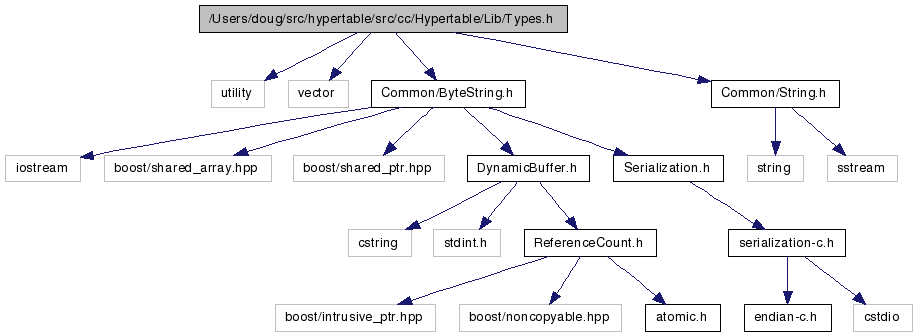 /Users/doug/src/hypertable/src/cc/Hypertable/Lib/Types.h
utility
vector
Common/ByteString.h
Common/String.h
iostream
boost/shared_array.hpp
boost/shared_ptr.hpp
DynamicBuffer.h
Serialization.h
string
sstream
cstring
stdint.h
ReferenceCount.h
serialization-c.h
boost/intrusive_ptr.hpp
boost/noncopyable.hpp
atomic.h
endian-c.h
cstdio